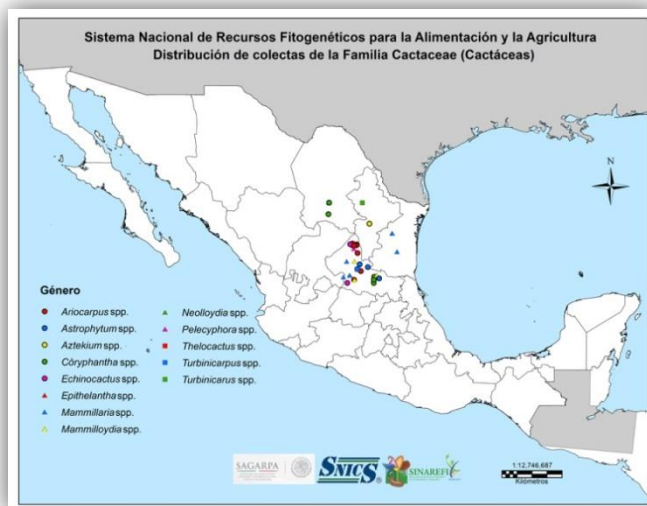 Sistema Nacional de Recursos Fitogenéticos para la Alimentación y la Agricultura
Distribución de colectas de la Familia Cactaceae (Cactáceas)
N
Género
Ariocarpus spp.
Astrophytum spp.
Aztekium spp.
Córyphantha spp.
Echinocactus spp.
Epithelantha spp.
Mammillaria spp.
Mammilloydia spp.
Neolloydia spp.
Pelecyphora spp.
Thelocactus spp.
Turbinicarpus spp.
Turbinicarus spp.
SAGARPA
SNICS
SINAREFI
1:12,746,687
Kilómetros